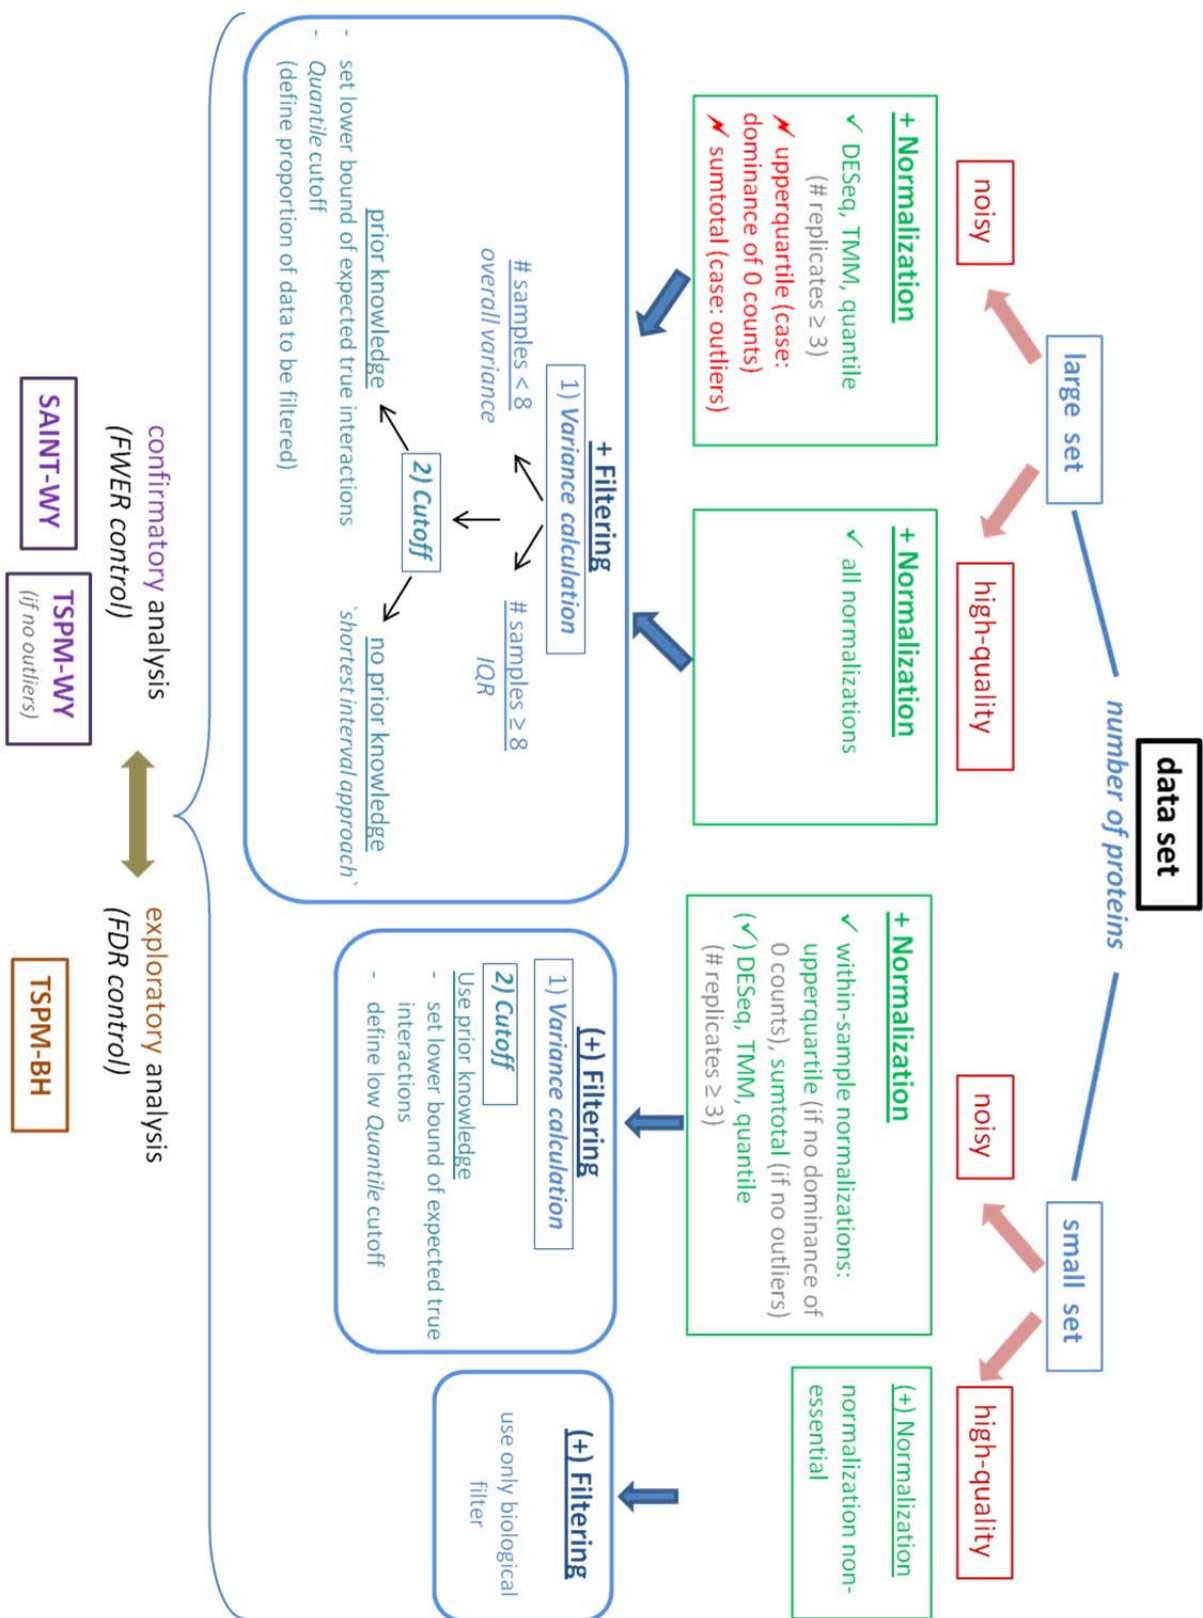 data set
number of proteins
large set
small set
noisy
high-quality
noisy
high-quality
+ Normalization
✓ DESeq, TMM, quantile
(# replicates ≥ 3)
upperquartile (case:
dominance of 0 counts)
sumtotal (case: outliers)
+ Normalization
✓ all normalizations
+ Normalization
✓ within-sample normalizations:
upperquartile (if no dominance of
0 counts), sumtotal (if no outliers)
(✓) DESeq, TMM, quantile
(# replicates ≥ 3)
(+) Normalization
normalization non-
essential
+ Filtering
1) Variance calculation
# samples < 8
overall variance
# samples ≥ 8
IQR
2) Cutoff
prior knowledge
- set lower bound of expected true interactions
- Quantile cutoff
(define proportion of data to be filtered)
no prior knowledge
`shortest interval approach`
(+) Filtering
1) Variance calculation
2) Cutoff
Use prior knowledge
- set lower bound of expected true
interactions
- define low Quantile cutoff
(+) Filtering
use only biological
filter
confirmatory analysis
(FWER control)
exploratory analysis
(FDR control)
SAINT-WY
TSPM-WY
(if no outliers)
TSPM-BH